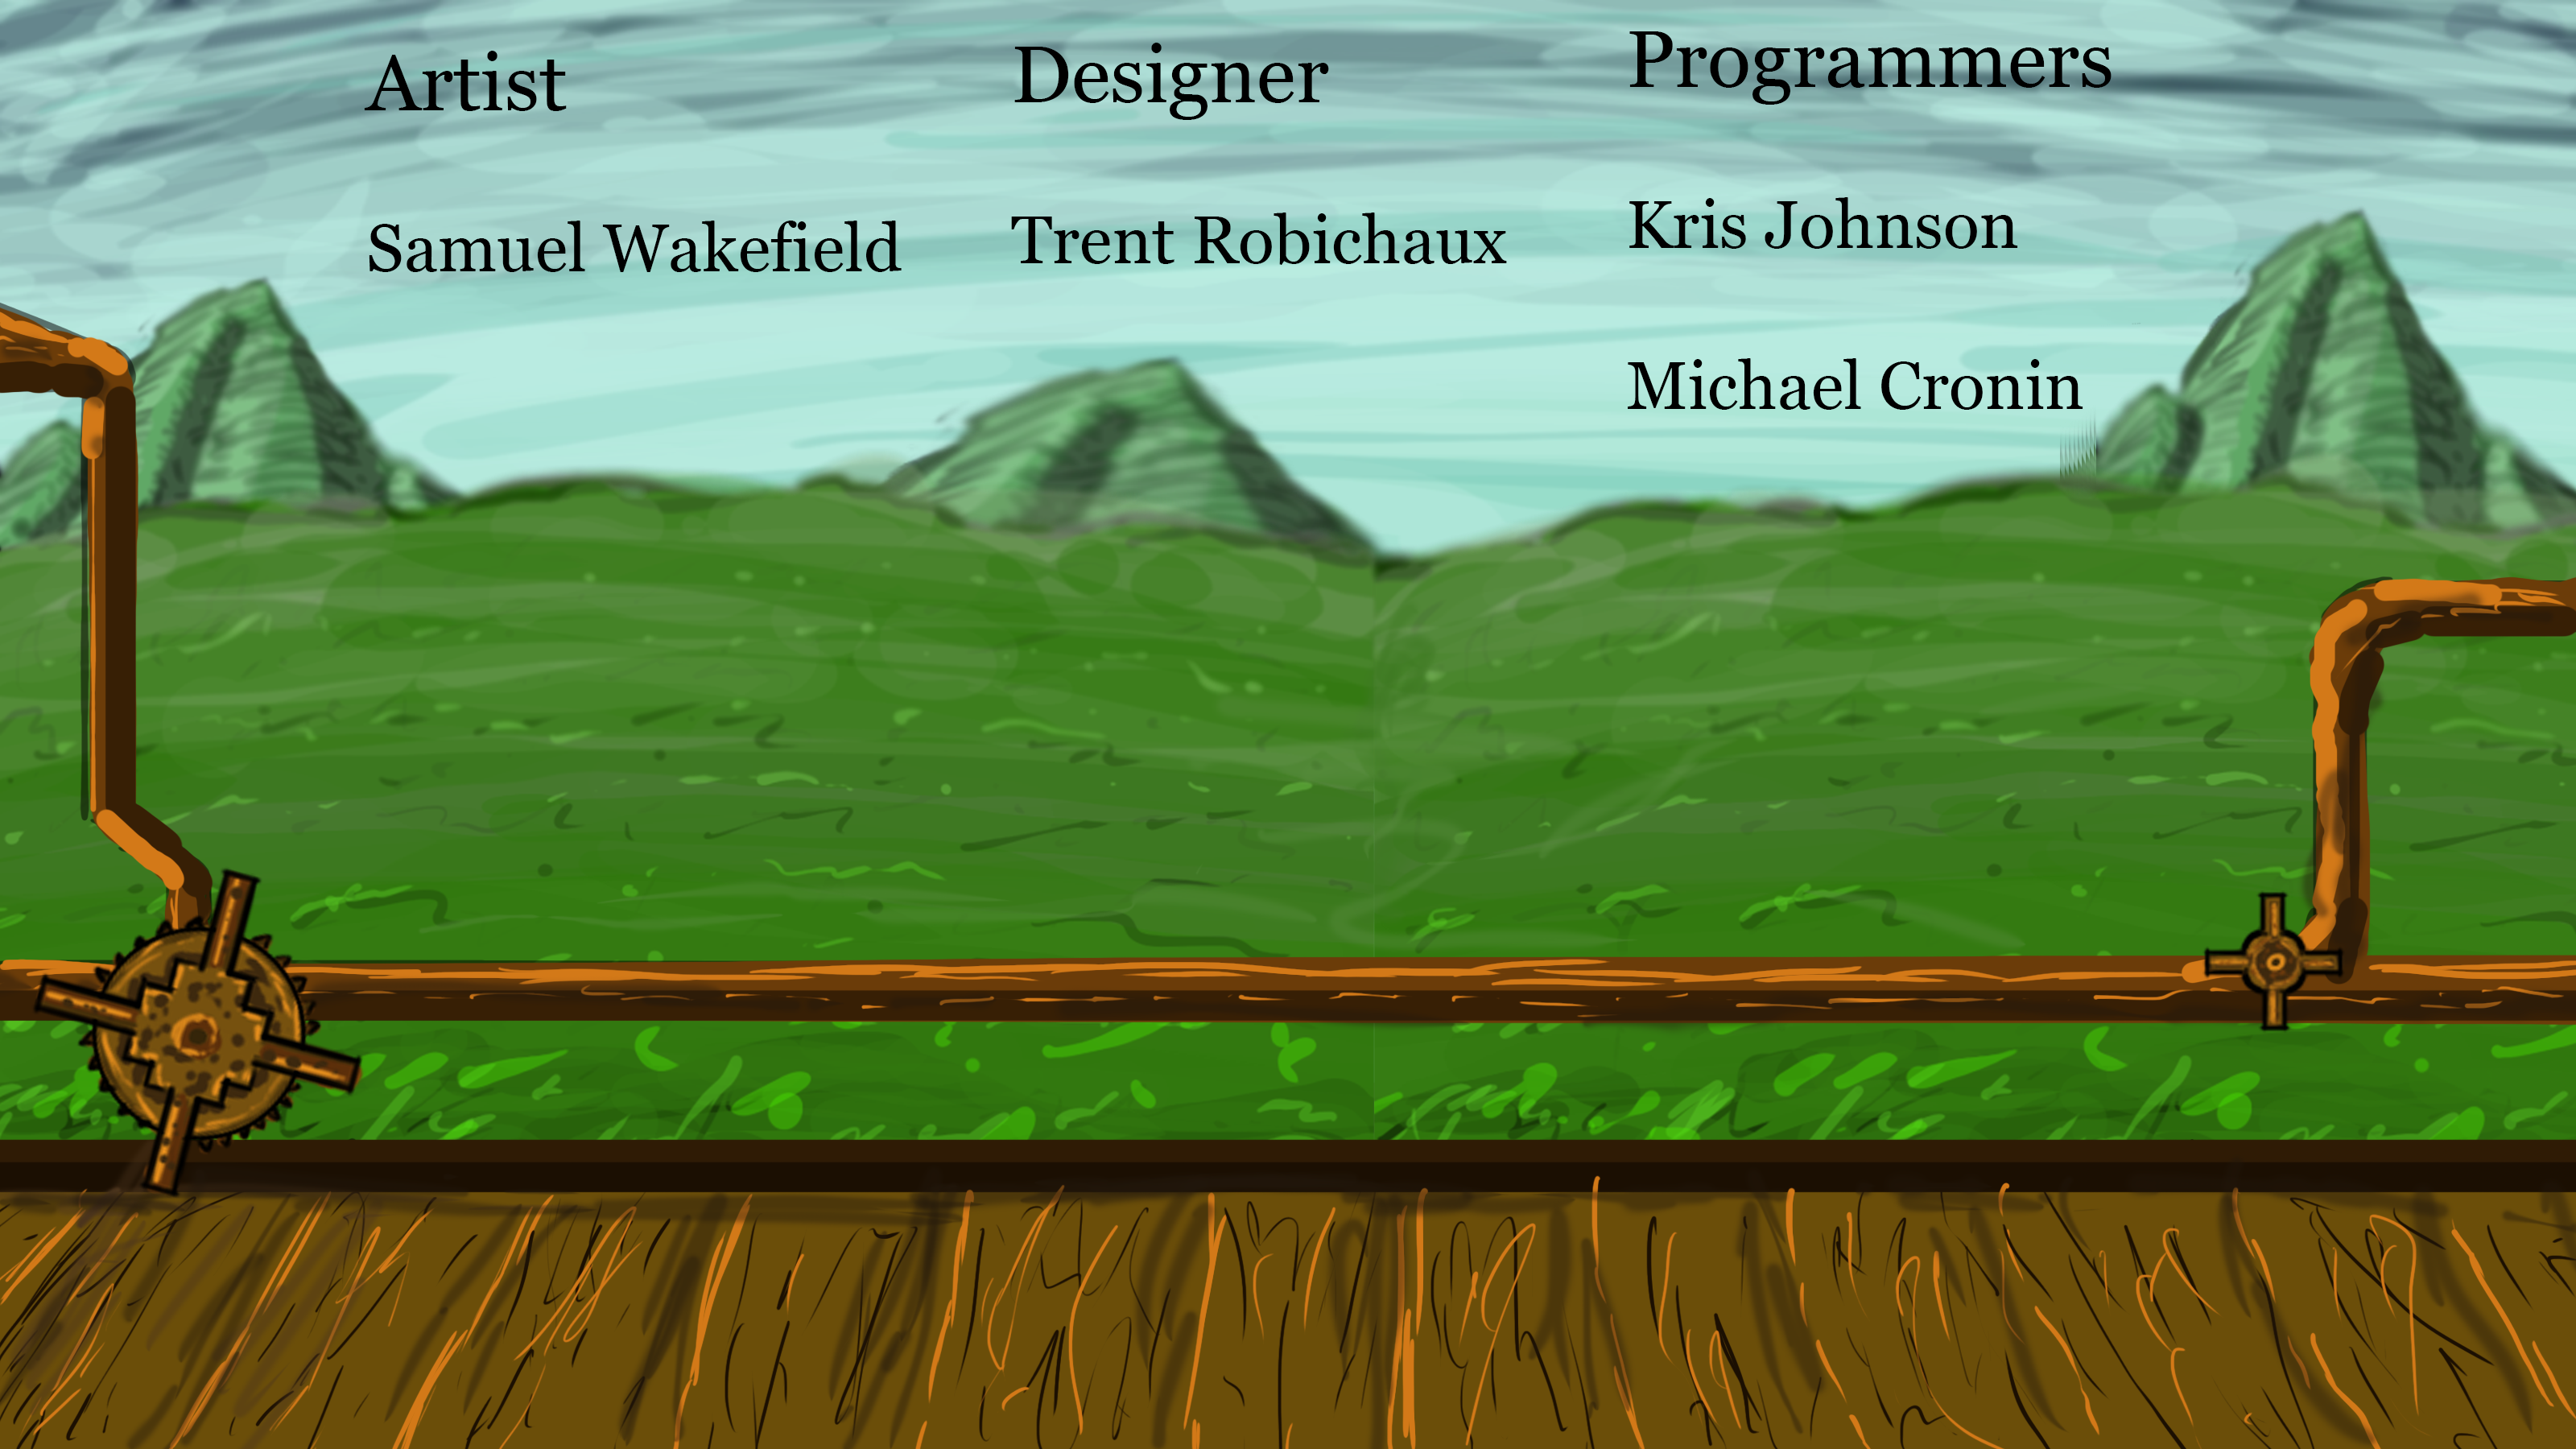 Artist
Samuel Wakefield
Designer
Trent Robichaux
Programmers
Kris Johnson
Michael Cronin